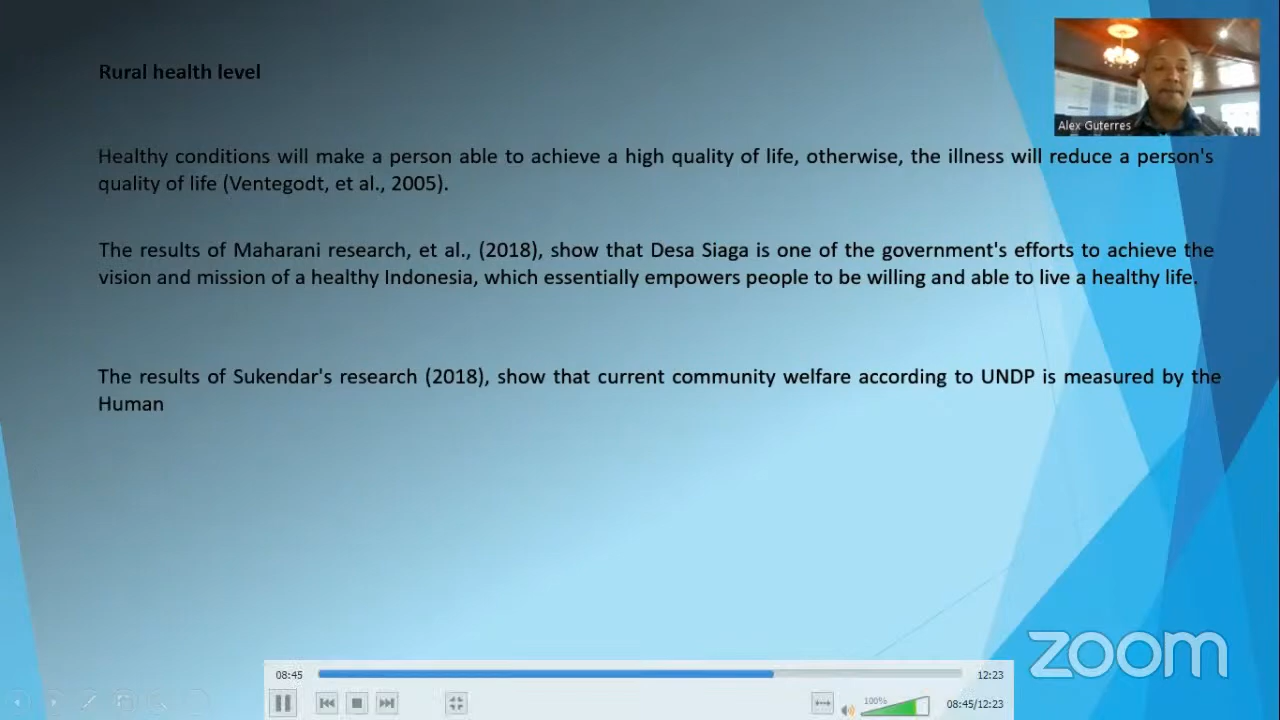 Rural health level
Alex Guterres
Healthy conditions will make a person able to achieve a high quality of life, otherwise, the illness will reduce a person's
quality of life (Ventegodt, et al., 2005).
The results of Maharani research, et al., (2018), show that Desa Siaga is one of the government's efforts to achieve the
vision and mission of a healthy Indonesia, which essentially empowers people to be willing and able to live a healthy life.
The results of Sukendar's research (2018), show that current community welfare according to UNDP is measured by the
Human
zoom
08:45
12:23
100%
08:45/12:23